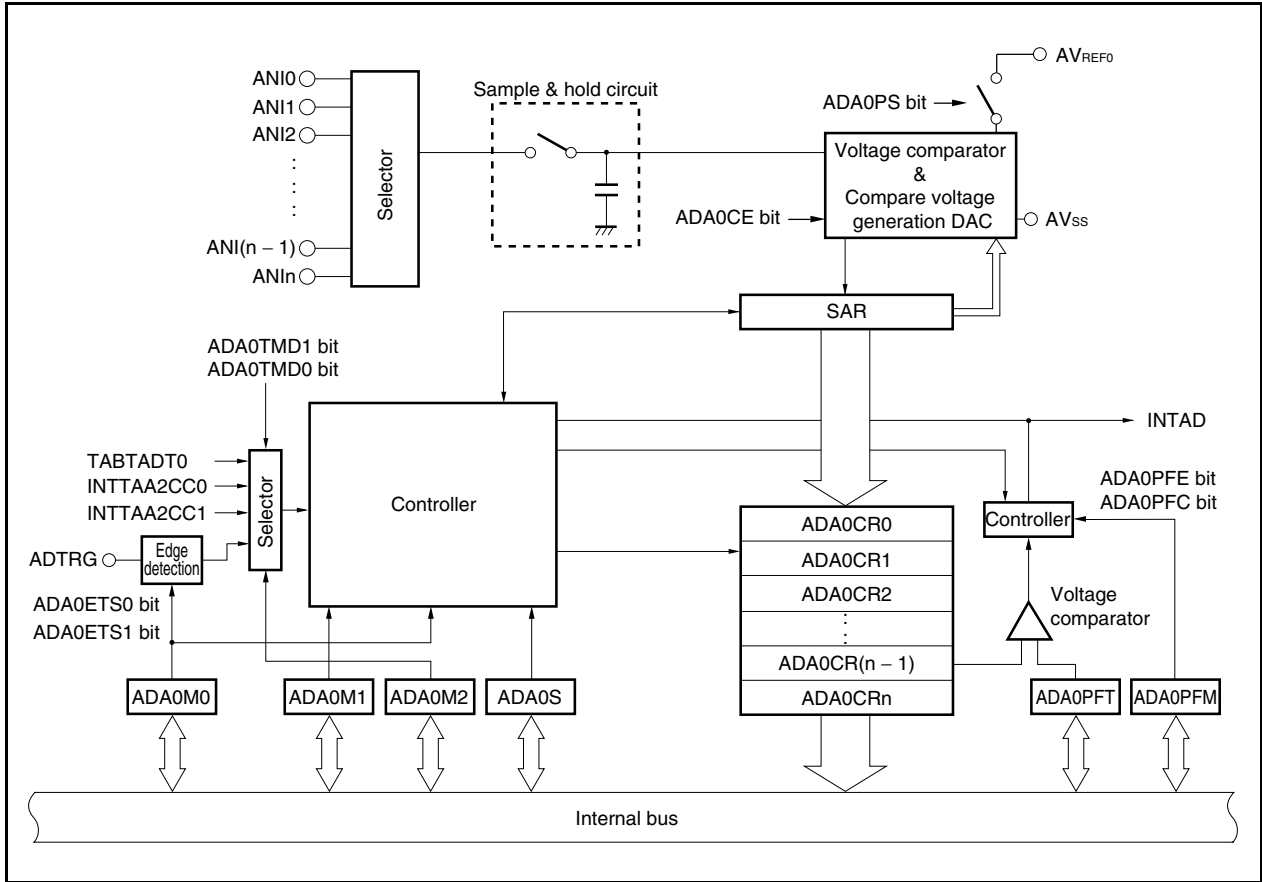 ANI0
ANI1
ANI2
ANI(n − 1)
ANIn
Selector
Sample & hold circuit
AVREF0
ADA0PS bit
Voltage comparator
&
Compare voltage
generation DAC
ADA0CE bit
AVSS
SAR
ADA0TMD1 bit
ADA0TMD0 bit
TABTADT0
INTTAA2CC0
INTTAA2CC1
ADTRG
Edge
detection
Selector
ADA0ETS0 bit
ADA0ETS1 bit
Controller
INTAD
ADA0PFE bit
ADA0PFC bit
Controller
Voltage
comparator
ADA0CR0
ADA0CR1
ADA0CR2
ADA0CR(n − 1)
ADA0CRn
ADA0M0
ADA0M1
ADA0M2
ADA0S
ADA0PFT
ADA0PFM
Internal bus